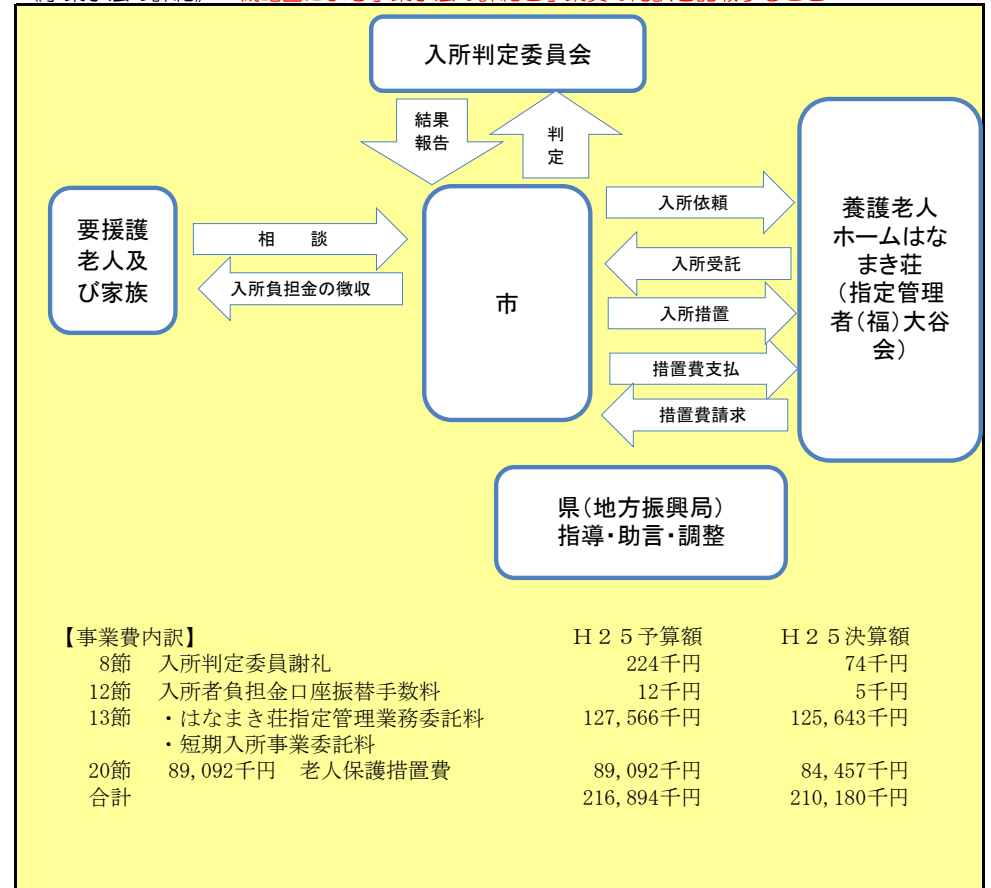 入所判定委員会
結果
報告
判
定
要援護
老人及
び家族
相　　談
入所負担金の徴収
市
入所依頼
入所受託
入所措置
措置費支払
措置費請求
養護老人
ホームはな
まき荘
（指定管理
者（福）大谷
会）
県（地方振興局）
指導・助言・調整
【事業費内訳】　Ｈ２５予算額　Ｈ２５決算額
8節　入所判定委員謝礼　224千円　74千円
12節　入所者負担金口座振替手数料　12千円　5千円
13節　・はなまき荘指定管理業務委託料　127,566千円　125,643千円
・短期入所事業委託料
20節　89,092千円　老人保護措置費　89,092千円　84,457千円
合計　216,894千円　210,180千円